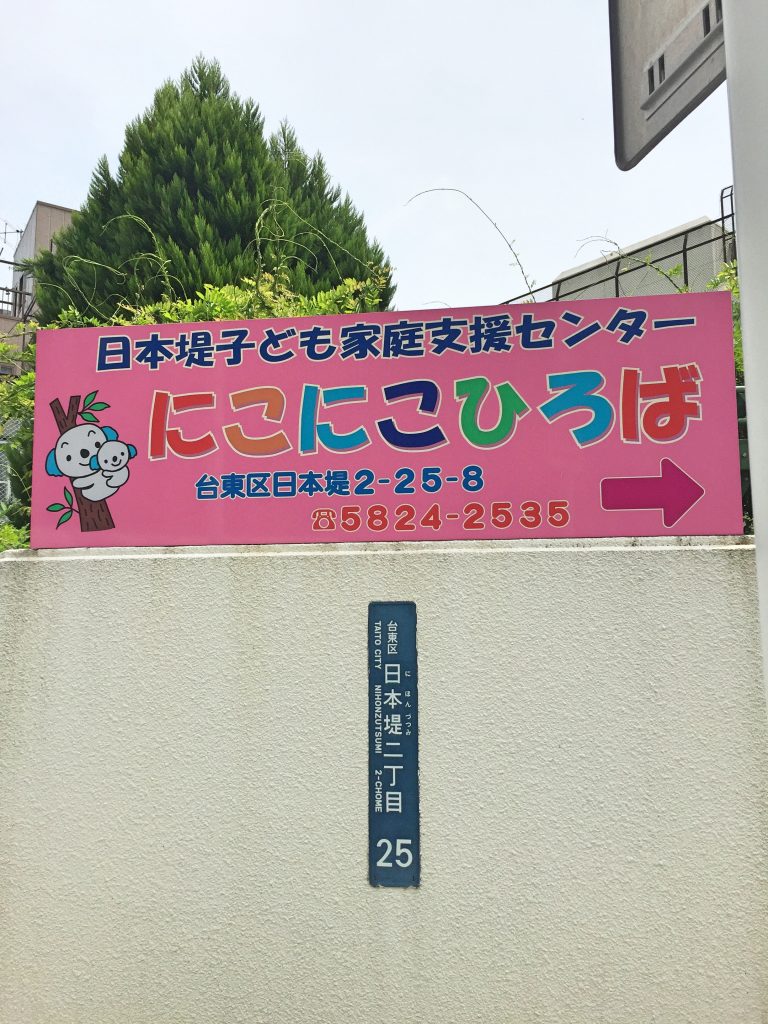 日本堤子ども家庭支援センター
にこにこひろば
台東区日本堤2-25-8
☎5824-2535
台東区
TAITO CITY NIHONZUTSUMI 2-CHOME
にほんづつみ
日本堤二丁目
25